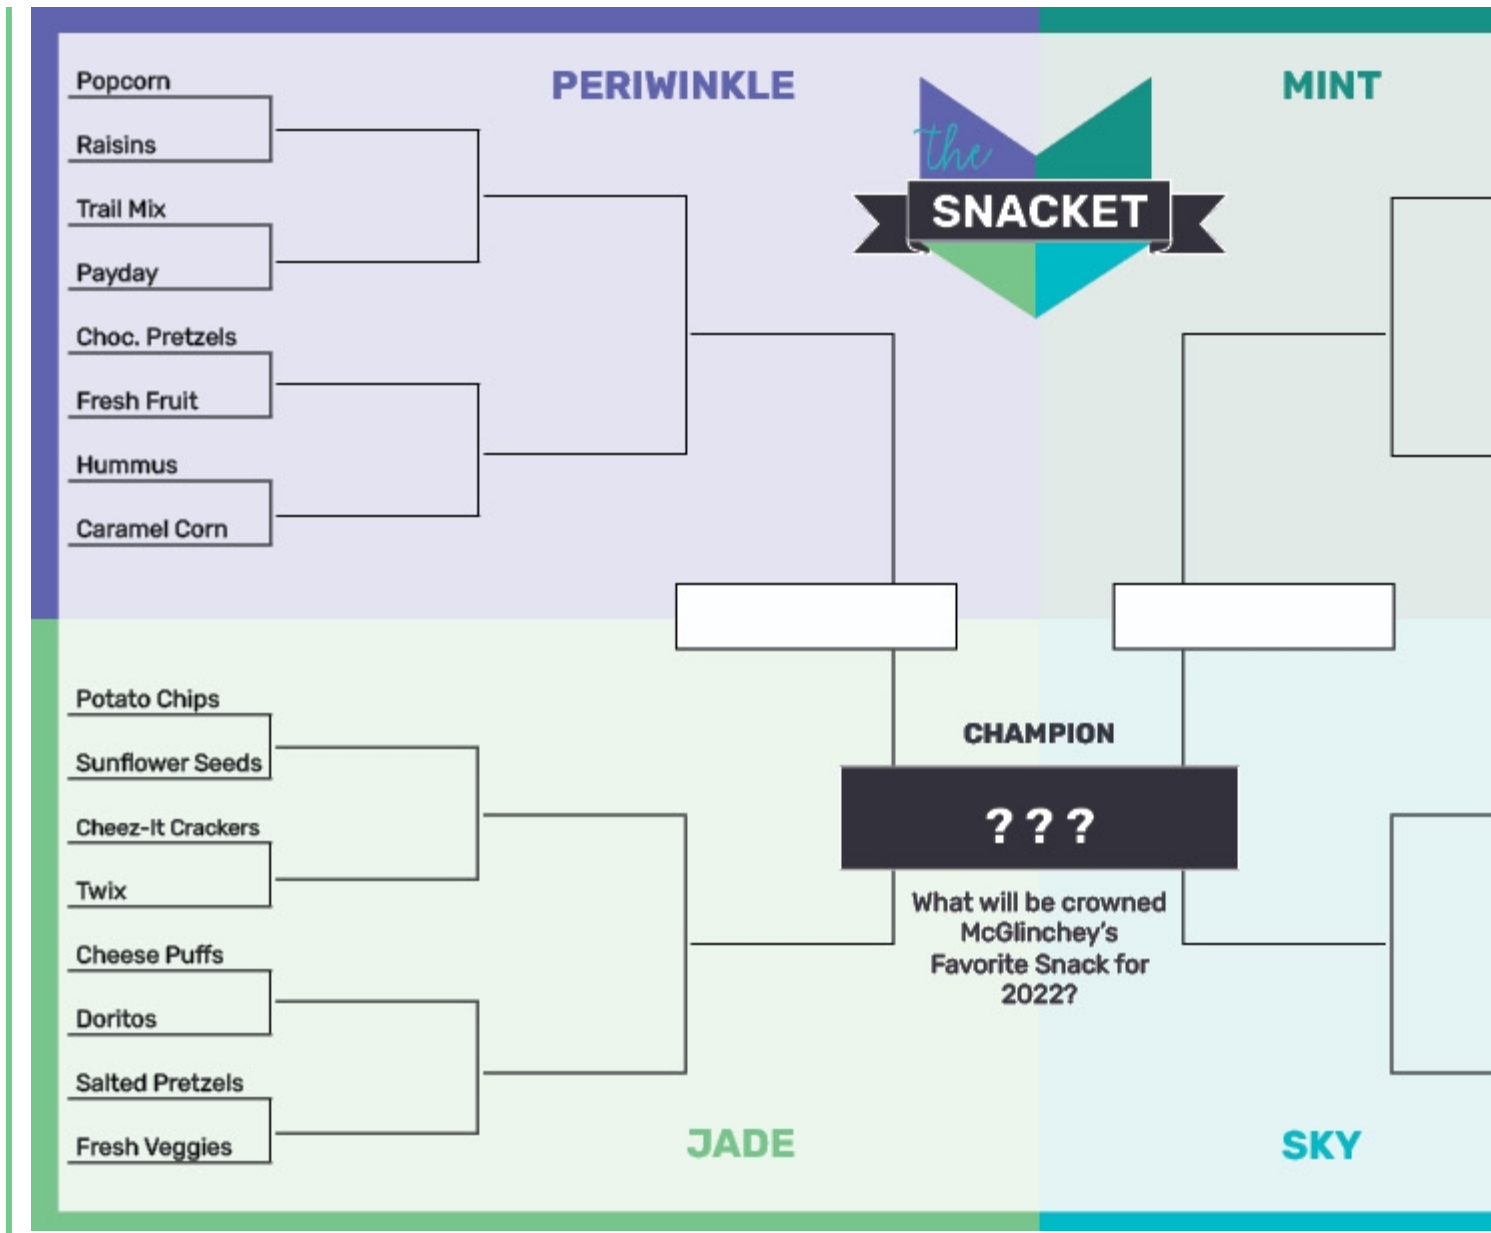 PERIWINKLE
MINT
the
SNACKET
Popcorn
Raisins
Trail Mix
Payday
Choc. Pretzels
Fresh Fruit
Hummus
Caramel Corn
Potato Chips
Sunflower Seeds
Cheez-It Crackers
Twix
Cheese Puffs
Doritos
Salted Pretzels
Fresh Veggies
CHAMPION
? ? ?
What will be crowned
McGlinchey's
Favorite Snack for
2022?
JADE
SKY